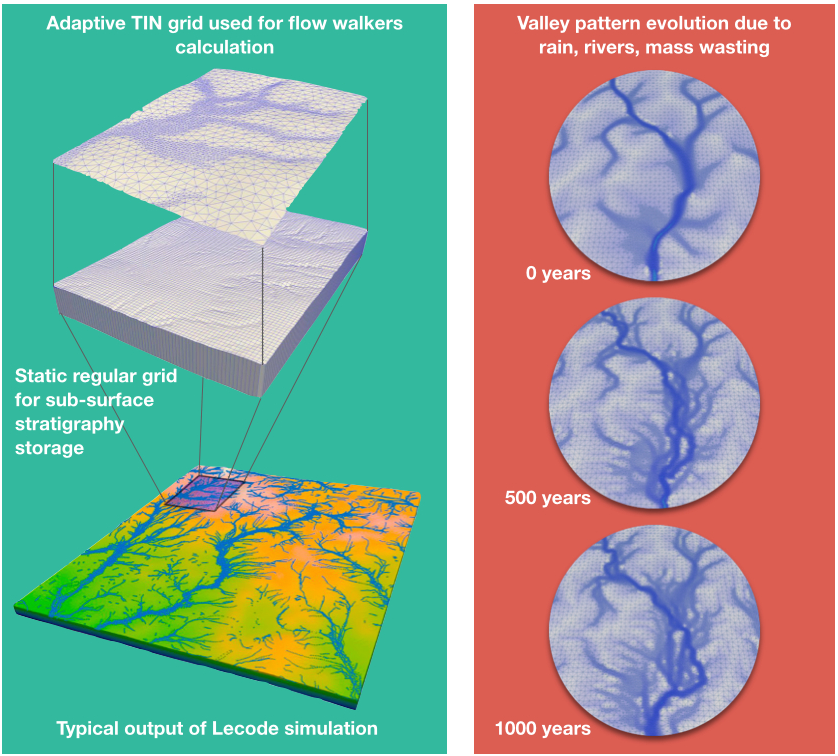 Adaptive TIN grid used for flow walkers
calculation
Static regular grid
for sub-surface
stratigraphy
storage
Typical output of Lecode simulation
Valley pattern evolution due to
rain, rivers, mass wasting
0 years
500 years
1000 years